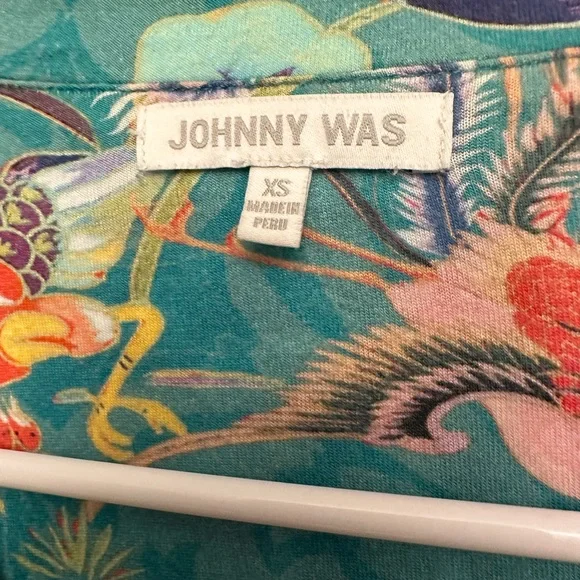 JOHNNY WAS
XS
MADE IN
PERU